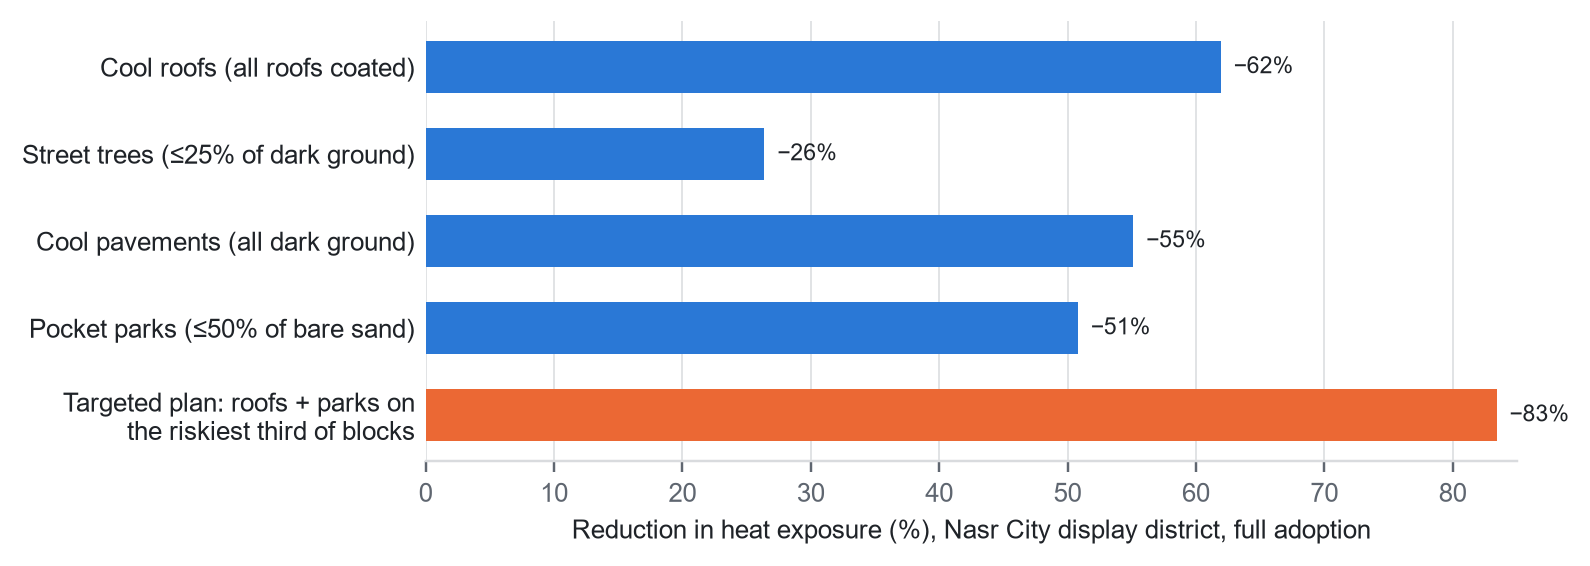 Cool roofs (all roofs coated)
−62%
Street trees (≤25% of dark ground)
−26%
Cool pavements (all dark ground)
−55%
Pocket parks (≤50% of bare sand)
−51%
Targeted plan: roofs + parks on
the riskiest third of blocks
−83%
0 10 20 30 40 50 60 70 80
Reduction in heat exposure (%), Nasr City display district, full adoption